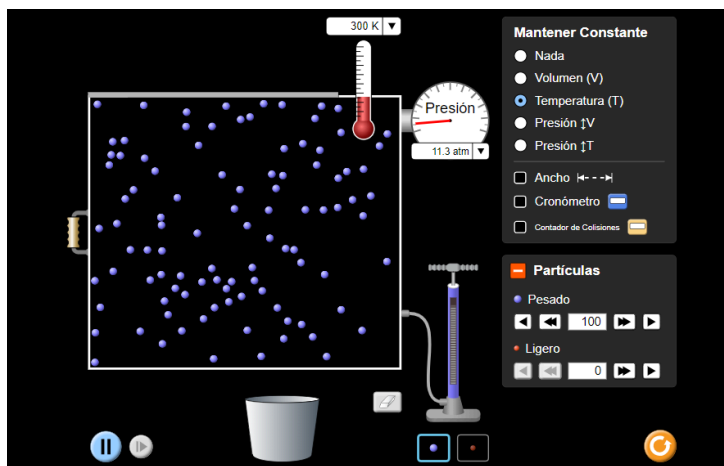 300 K
Presión
11.3 atm
Mantener Constante
Nada
Volumen (V)
Temperatura (T)
Presión ↕V
Presión ↕T
Ancho
Cronómetro
Contador de Colisiones
Partículas
Pesado
100
Ligero
0